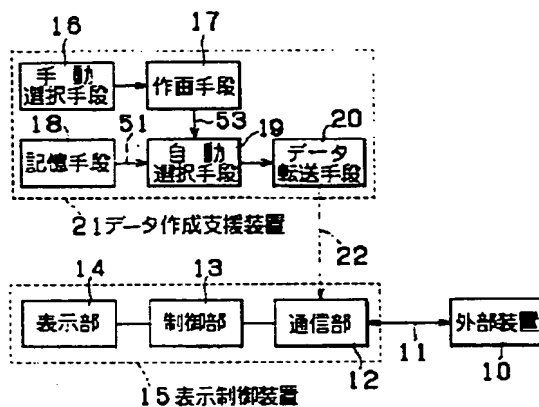 16
17
手動
選択手段
作画手段
53
18
51
19
20
記憶手段
自動
選択手段
データ
転送手段
21データ作成支援装置
22
14
13
表示部
制御部
通信部
外部装置
11
12
10
15表示制御装置